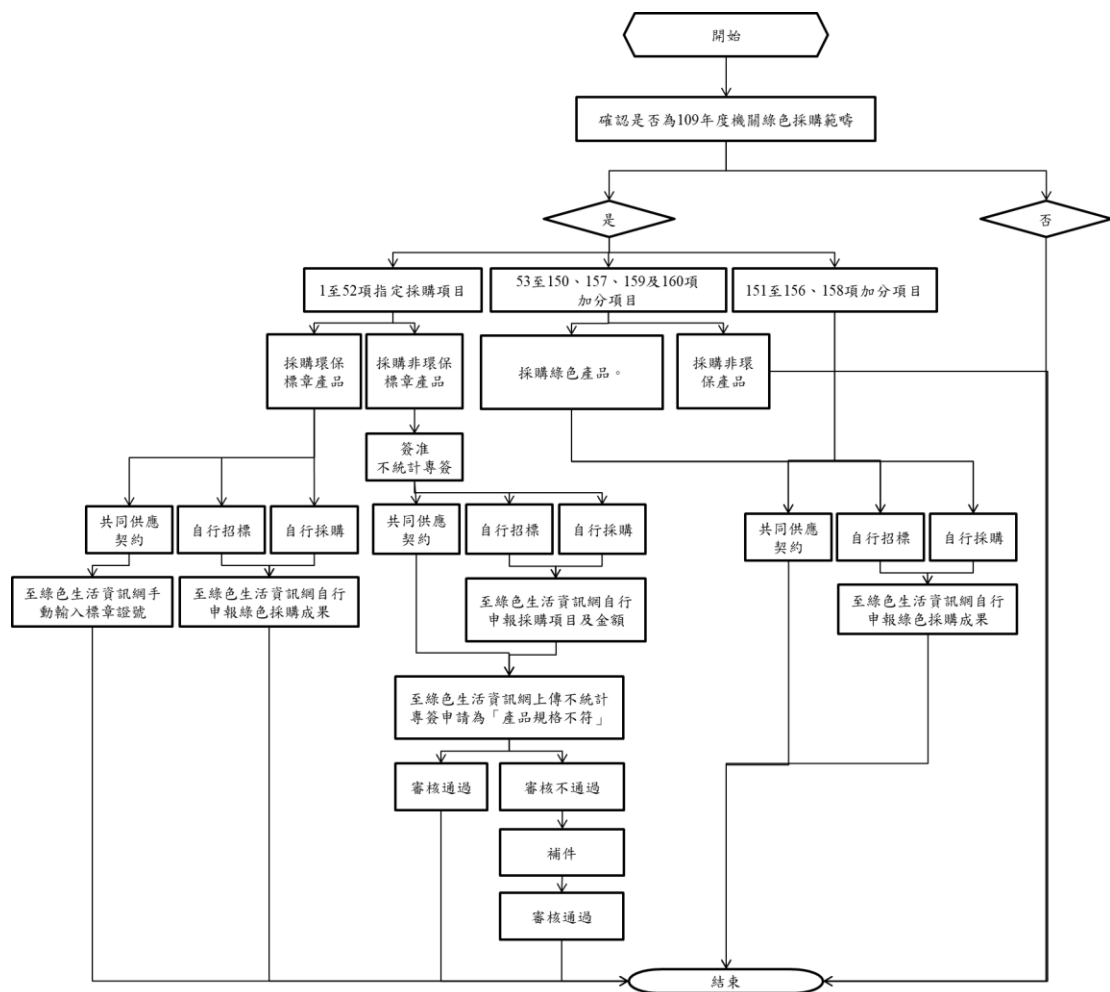 開始
確認是否為109年度機關綠色採購範疇
是
否
1至52項指定採購項目
53至150、157、159及160項
加分項目
151至156、158項加分項目
採購環保
標章產品
採購非環保
標章產品
採購綠色產品。
採購非環
保產品
簽准
不統計專簽
共同供應
契約
自行招標
自行採購
共同供應
契約
自行招標
自行採購
共同供應
契約
自行招標
自行採購
至綠色生活資訊網手
動輸入標章證號
至綠色生活資訊網自行
申報綠色採購成果
至綠色生活資訊網自行
申報採購項目及金額
至綠色生活資訊網自行
申報綠色採購成果
至綠色生活資訊網上傳不統計
專簽申請為「產品規格不符」
審核通過
審核不通過
補件
審核通過
結束